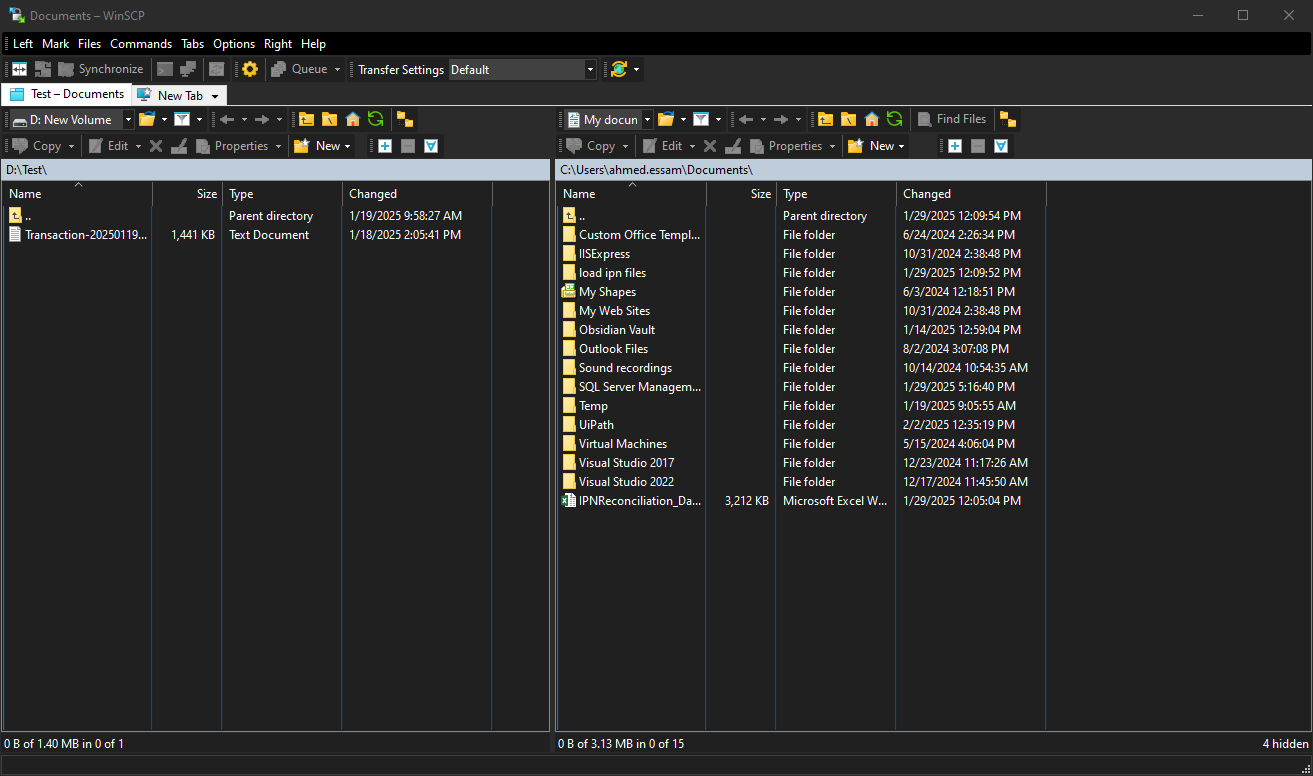 Documents – WinSCP
Left Mark Files Commands Tabs Options Right Help
Synchronize Queue Transfer Settings Default
Test – Documents New Tab
D: New Volume
Copy Edit Properties New
D:\Test\
Name Size Type Changed
.. Parent directory 1/19/2025 9:58:27 AM
Transaction-20250119... 1,441 KB Text Document 1/18/2025 2:05:41 PM
0 B of 1.40 MB in 0 of 1
My docun Find Files
Copy Edit Properties New
C:\Users\ahmed.essam\Documents\
Name Size Type Changed
.. Parent directory 1/29/2025 12:09:54 PM
Custom Office Templ... File folder 6/24/2024 2:26:34 PM
IISExpress File folder 10/31/2024 2:38:48 PM
load ipn files File folder 1/29/2025 12:09:52 PM
My Shapes File folder 6/3/2024 12:18:51 PM
My Web Sites File folder 10/31/2024 2:38:48 PM
Obsidian Vault File folder 1/14/2025 12:59:04 PM
Outlook Files File folder 8/2/2024 3:07:08 PM
Sound recordings File folder 10/14/2024 10:54:35 AM
SQL Server Managem... File folder 1/29/2025 5:16:40 PM
Temp File folder 1/19/2025 9:05:55 AM
UiPath File folder 2/2/2025 12:35:19 PM
Virtual Machines File folder 5/15/2024 4:06:04 PM
Visual Studio 2017 File folder 12/23/2024 11:17:26 AM
Visual Studio 2022 File folder 12/17/2024 11:45:50 AM
IPNReconciliation_Da... 3,212 KB Microsoft Excel W... 1/29/2025 12:05:04 PM
0 B of 3.13 MB in 0 of 15 4 hidden